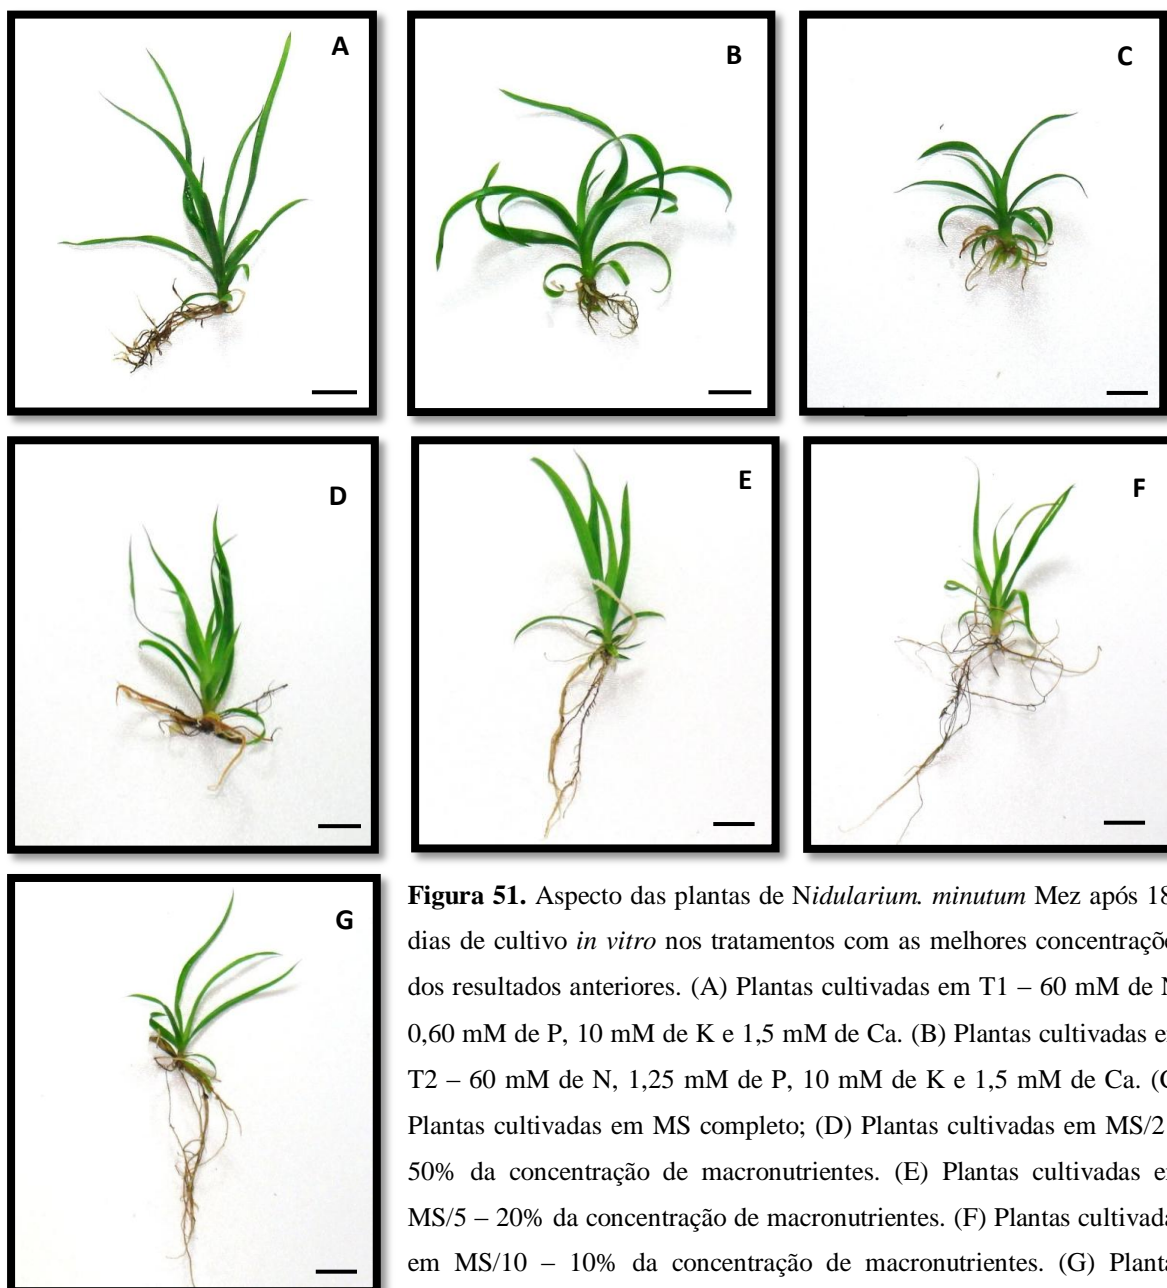 A
B
C
D
E
F
G
Figura 51. Aspecto das plantas de Nidularium. minutum Mez após 18
dias de cultivo in vitro nos tratamentos com as melhores concentraçõe
dos resultados anteriores. (A) Plantas cultivadas em T1 – 60 mM de N
0,60 mM de P, 10 mM de K e 1,5 mM de Ca. (B) Plantas cultivadas e
T2 – 60 mM de N, 1,25 mM de P, 10 mM de K e 1,5 mM de Ca. (C
Plantas cultivadas em MS completo; (D) Plantas cultivadas em MS/2
50% da concentração de macronutrientes. (E) Plantas cultivadas e
MS/5 – 20% da concentração de macronutrientes. (F) Plantas cultivada
em MS/10 – 10% da concentração de macronutrientes. (G) Planta